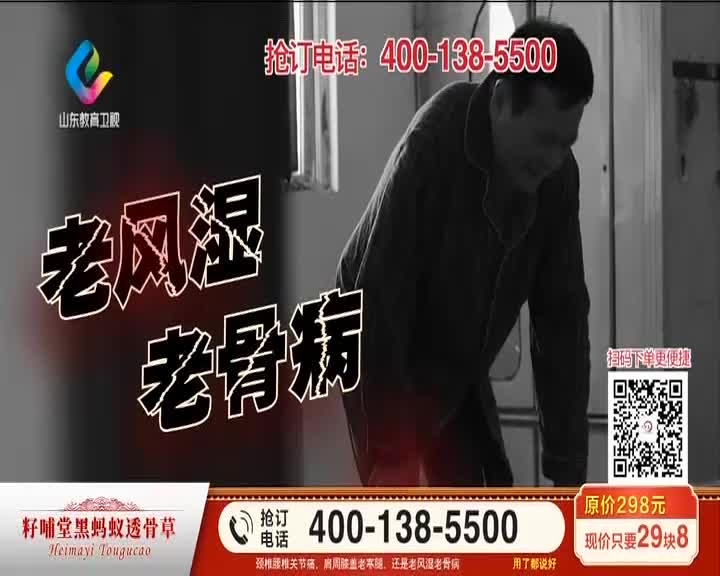 抢订电话：400-138-5500
山东教育卫视
老风湿
老骨病
扫码下单更便捷
籽哺堂黑蚂蚁透骨草
Heimayi Tougucao
抢订电话 400-138-5500
原价298元
现价只要29块8
颈椎腰椎关节痛、肩周膝盖老寒腿、还是老风湿老骨病
用了都说好